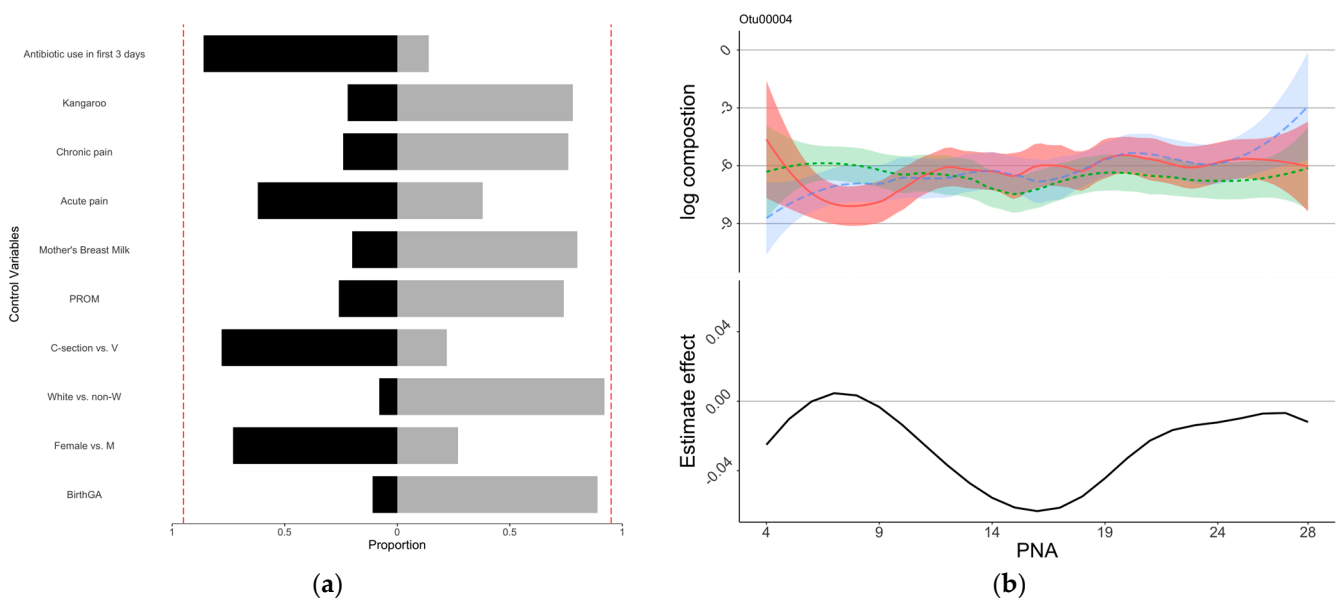 Control Variables
Antibiotic use in first 3 days
Kangaroo
Chronic pain
Acute pain
Mother's Breast Milk
PROM
C-section vs. V
White vs. non-W
Female vs. M
BirthGA
1 0.5 0 0.5 1
Proportion
(a)
Otu00004
log compostion
0
-3
-6
-9
Estimate effect
0.04
0.00
-0.04
4 9 14 19 24 28
PNA
(b)